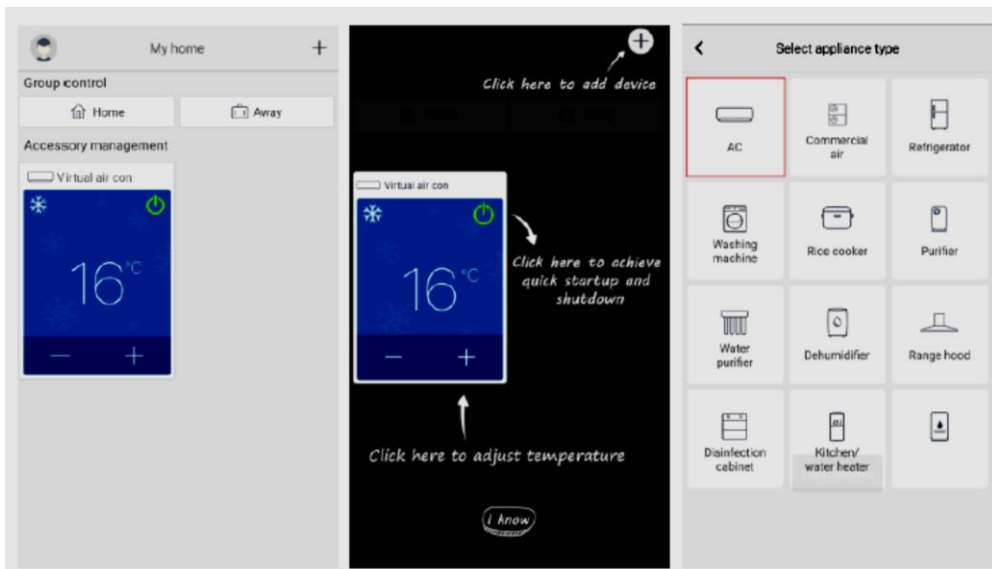 My home
+
Group control
Home
Away
Accessory management
Virtual air con
16°C
— +
Click here to add device
Virtual air con
16°C
— +
Click here to achieve
quick startup and
shutdown
Click here to adjust temperature
I know
Select appliance type
AC
Commercial
air
Refrigerator
Washing
machine
Rice cooker
Purifier
Water
purifier
Dehumidifier
Range hood
Disinfection
cabinet
Kitchen/
water heater